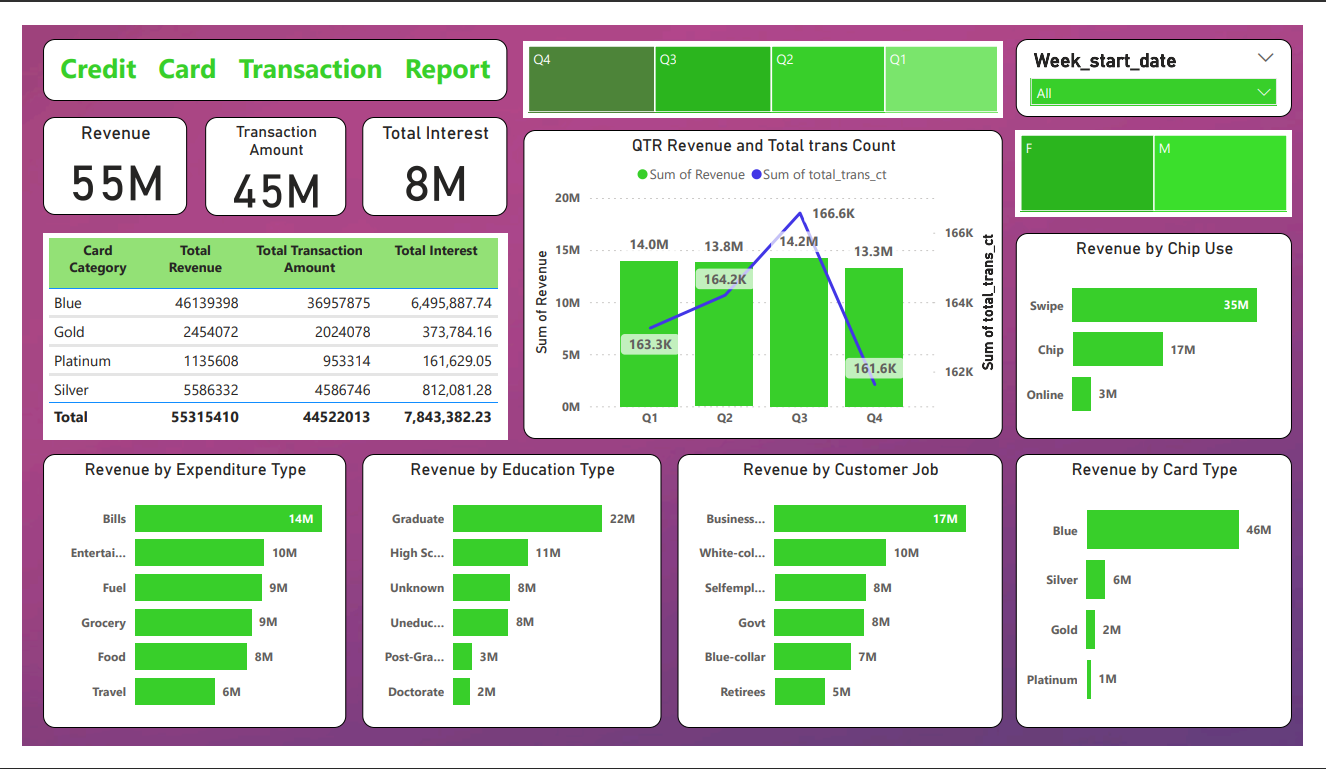 Credit Card Transaction Report
Q4
Q3
Q2
Q1
Week_start_date
All
Revenue
55M
Transaction
Amount
45M
Total Interest
8M
F
M
QTR Revenue and Total trans Count
Sum of Revenue
Sum of total_trans_ct
Sum of Revenue
20M
15M
10M
5M
0M
14.0M
13.8M
14.2M
13.3M
163.3K
164.2K
166.6K
161.6K
Q1
Q2
Q3
Q4
166K
164K
162K
Sum of total_trans_ct
Card Category Total Revenue Total Transaction Amount Total Interest
Blue 46139398 36957875 6,495,887.74
Gold 2454072 2024078 373,784.16
Platinum 1135608 953314 161,629.05
Silver 5586332 4586746 812,081.28
Total 55315410 44522013 7,843,382.23
Revenue by Chip Use
Swipe 35M
Chip 17M
Online 3M
Revenue by Expenditure Type
Bills 14M
Entertai... 10M
Fuel 9M
Grocery 9M
Food 8M
Travel 6M
Revenue by Education Type
Graduate 22M
High Sc... 11M
Unknown 8M
Uneduc... 8M
Post-Gra... 3M
Doctorate 2M
Revenue by Customer Job
Business... 17M
White-col... 10M
Selfempl... 8M
Govt 8M
Blue-collar 7M
Retirees 5M
Revenue by Card Type
Blue 46M
Silver 6M
Gold 2M
Platinum 1M